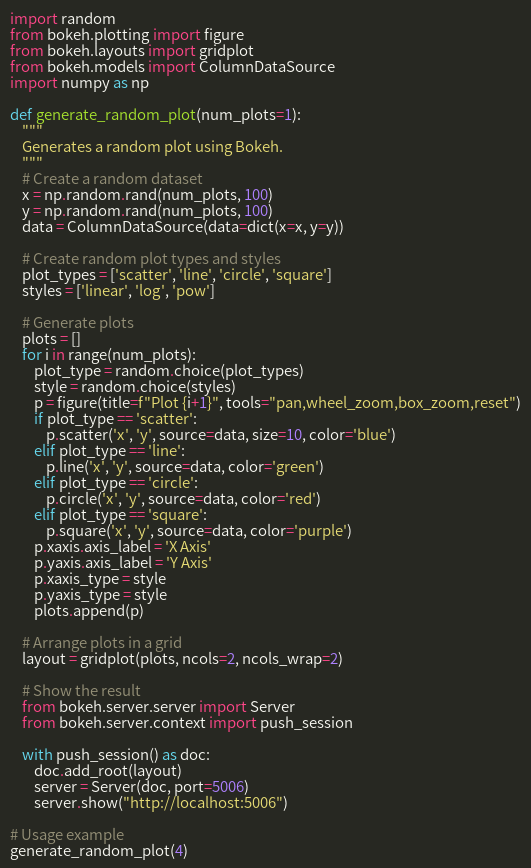 import random
from bokeh.plotting import figure
from bokeh.layouts import gridplot
from bokeh.models import ColumnDataSource
import numpy as np

def generate_random_plot(num_plots=1):
    """
    Generates a random plot using Bokeh.
    """
    # Create a random dataset
    x = np.random.rand(num_plots, 100)
    y = np.random.rand(num_plots, 100)
    data = ColumnDataSource(data=dict(x=x, y=y))

    # Create random plot types and styles
    plot_types = ['scatter', 'line', 'circle', 'square']
    styles = ['linear', 'log', 'pow']

    # Generate plots
    plots = []
    for i in range(num_plots):
        plot_type = random.choice(plot_types)
        style = random.choice(styles)
        p = figure(title=f"Plot {i+1}", tools="pan,wheel_zoom,box_zoom,reset")
        if plot_type == 'scatter':
            p.scatter('x', 'y', source=data, size=10, color='blue')
        elif plot_type == 'line':
            p.line('x', 'y', source=data, color='green')
        elif plot_type == 'circle':
            p.circle('x', 'y', source=data, color='red')
        elif plot_type == 'square':
            p.square('x', 'y', source=data, color='purple')
        p.xaxis.axis_label = 'X Axis'
        p.yaxis.axis_label = 'Y Axis'
        p.xaxis_type = style
        p.yaxis_type = style
        plots.append(p)

    # Arrange plots in a grid
    layout = gridplot(plots, ncols=2, ncols_wrap=2)

    # Show the result
    from bokeh.server.server import Server
    from bokeh.server.context import push_session

    with push_session() as doc:
        doc.add_root(layout)
        server = Server(doc, port=5006)
        server.show("http://localhost:5006")

# Usage example
generate_random_plot(4)